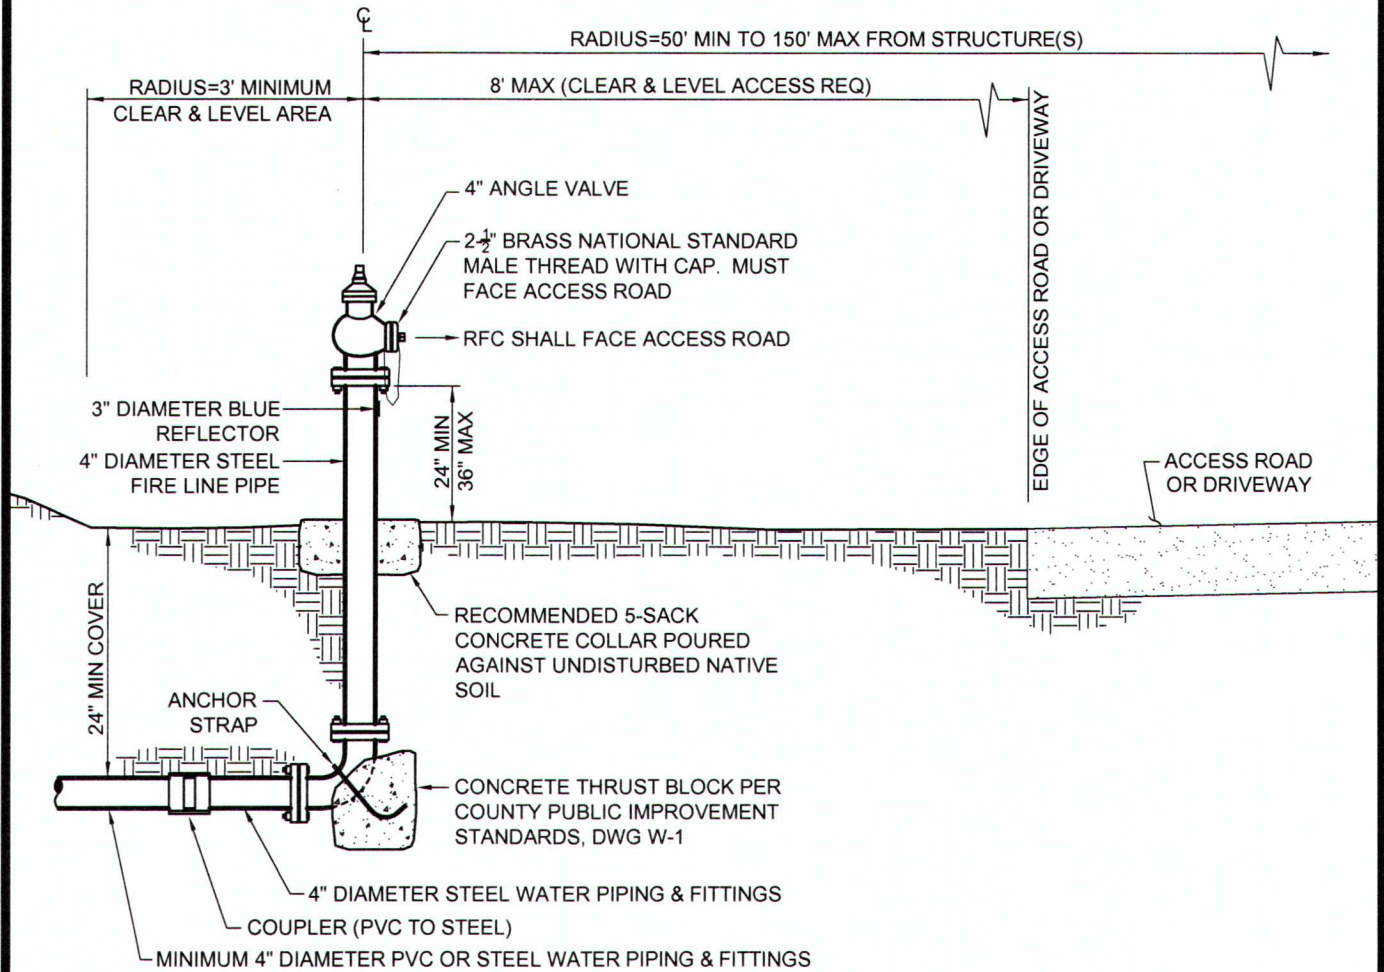 ℄
RADIUS=50' MIN TO 150' MAX FROM STRUCTURE(S)
RADIUS=3' MINIMUM
CLEAR & LEVEL AREA
8' MAX (CLEAR & LEVEL ACCESS REQ)
EDGE OF ACCESS ROAD OR DRIVEWAY
4" ANGLE VALVE
2-½" BRASS NATIONAL STANDARD
MALE THREAD WITH CAP. MUST
FACE ACCESS ROAD
RFC SHALL FACE ACCESS ROAD
3" DIAMETER BLUE
REFLECTOR
4" DIAMETER STEEL
FIRE LINE PIPE
24" MIN
36" MAX
ACCESS ROAD
OR DRIVEWAY
24" MIN COVER
RECOMMENDED 5-SACK
CONCRETE COLLAR POURED
AGAINST UNDISTURBED NATIVE
SOIL
ANCHOR
STRAP
CONCRETE THRUST BLOCK PER
COUNTY PUBLIC IMPROVEMENT
STANDARDS, DWG W-1
4" DIAMETER STEEL WATER PIPING & FITTINGS
COUPLER (PVC TO STEEL)
MINIMUM 4" DIAMETER PVC OR STEEL WATER PIPING & FITTINGS